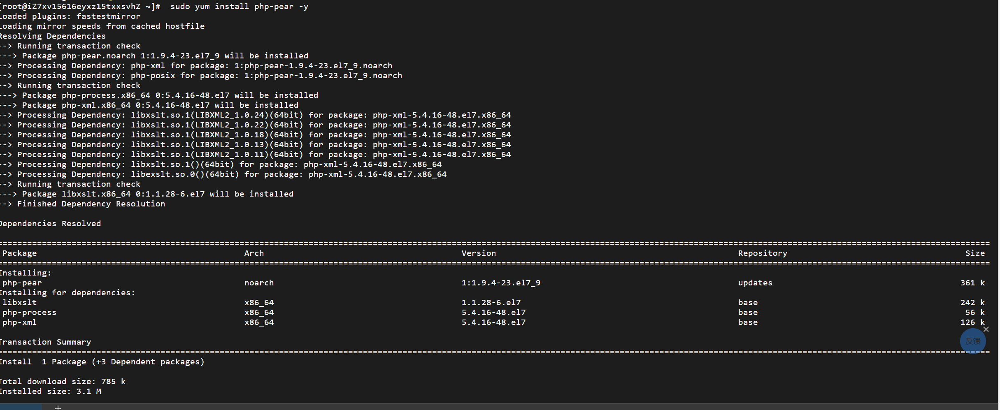 [root@iZ7xv15616eyxz15txxsvhZ ~]#  sudo yum install php-pear -y
Loaded plugins: fastestmirror
Loading mirror speeds from cached hostfile
Resolving Dependencies
--> Running transaction check
---> Package php-pear.noarch 1:1.9.4-23.el7_9 will be installed
--> Processing Dependency: php-xml for package: 1:php-pear-1.9.4-23.el7_9.noarch
--> Processing Dependency: php-posix for package: 1:php-pear-1.9.4-23.el7_9.noarch
--> Running transaction check
---> Package php-process.x86_64 0:5.4.16-48.el7 will be installed
---> Package php-xml.x86_64 0:5.4.16-48.el7 will be installed
--> Processing Dependency: libxslt.so.1(LIBXML2_1.0.24)(64bit) for package: php-xml-5.4.16-48.el7.x86_64
--> Processing Dependency: libxslt.so.1(LIBXML2_1.0.22)(64bit) for package: php-xml-5.4.16-48.el7.x86_64
--> Processing Dependency: libxslt.so.1(LIBXML2_1.0.18)(64bit) for package: php-xml-5.4.16-48.el7.x86_64
--> Processing Dependency: libxslt.so.1(LIBXML2_1.0.13)(64bit) for package: php-xml-5.4.16-48.el7.x86_64
--> Processing Dependency: libxslt.so.1(LIBXML2_1.0.11)(64bit) for package: php-xml-5.4.16-48.el7.x86_64
--> Processing Dependency: libxslt.so.1()(64bit) for package: php-xml-5.4.16-48.el7.x86_64
--> Processing Dependency: libexslt.so.0()(64bit) for package: php-xml-5.4.16-48.el7.x86_64
--> Running transaction check
---> Package libxslt.x86_64 0:1.1.28-6.el7 will be installed
--> Finished Dependency Resolution
Dependencies Resolved
Package Arch Version Repository Size
Installing:
php-pear noarch 1:1.9.4-23.el7_9 updates 361 k
Installing for dependencies:
libxslt x86_64 1.1.28-6.el7 base 242 k
php-process x86_64 5.4.16-48.el7 base 56 k
php-xml x86_64 5.4.16-48.el7 base 126 k
Transaction Summary
反馈
Install  1 Package (+3 Dependent packages)
Total download size: 785 k
Installed size: 3.1 M